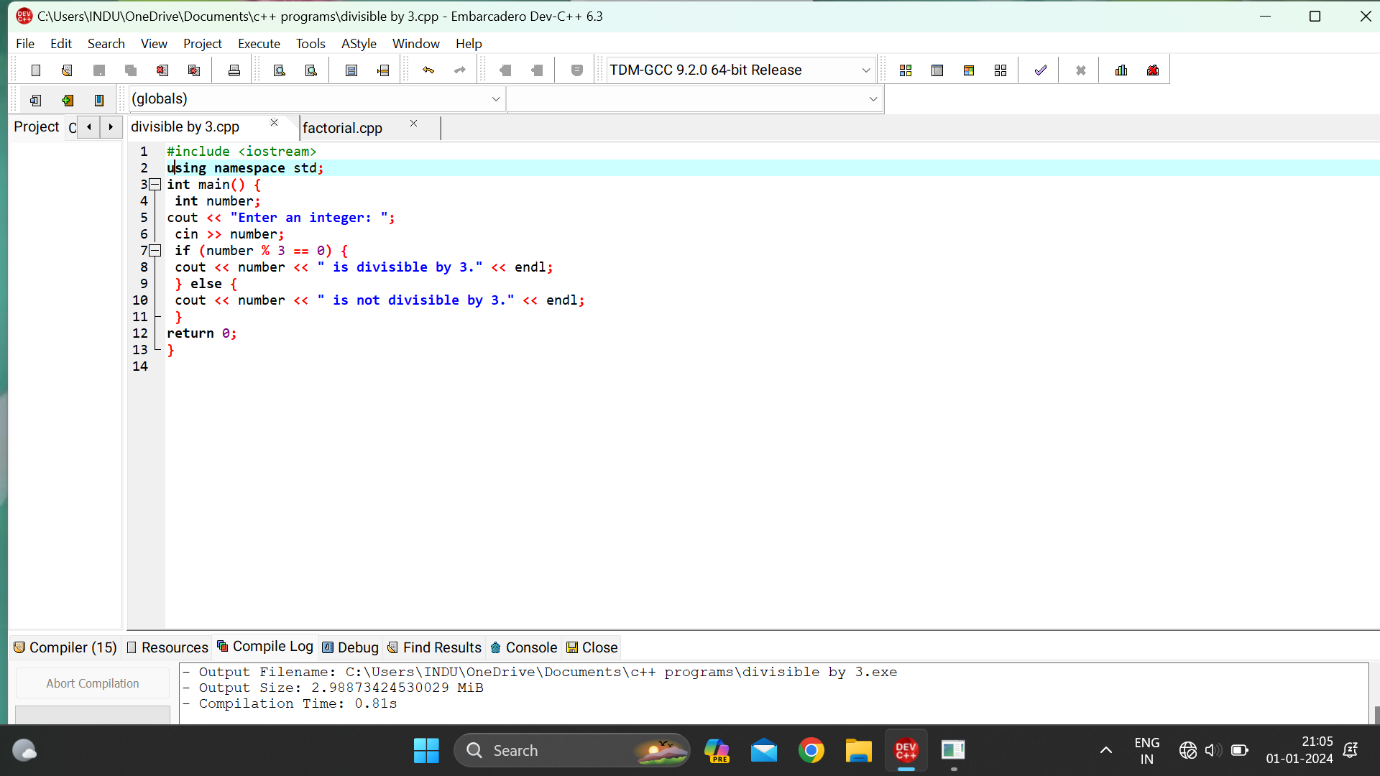 C:\Users\INDU\OneDrive\Documents\c++ programs\divisible by 3.cpp - Embarcadero Dev-C++ 6.3
File Edit Search View Project Execute Tools AStyle Window Help
TDM-GCC 9.2.0 64-bit Release
(globals)
Project C divisible by 3.cpp factorial.cpp
1 #include <iostream>
2 using namespace std;
3 int main() {
4  int number;
5 cout << "Enter an integer: ";
6  cin >> number;
7  if (number % 3 == 0) {
8  cout << number << " is divisible by 3." << endl;
9  } else {
10  cout << number << " is not divisible by 3." << endl;
11  }
12 return 0;
13 }
14
Compiler (15) Resources Compile Log Debug Find Results Console Close
Abort Compilation
- Output Filename: C:\Users\INDU\OneDrive\Documents\c++ programs\divisible by 3.exe
- Output Size: 2.98873424530029 MiB
- Compilation Time: 0.81s
Search
PRE
DEV
C++
ENG
IN
21:05
01-01-2024